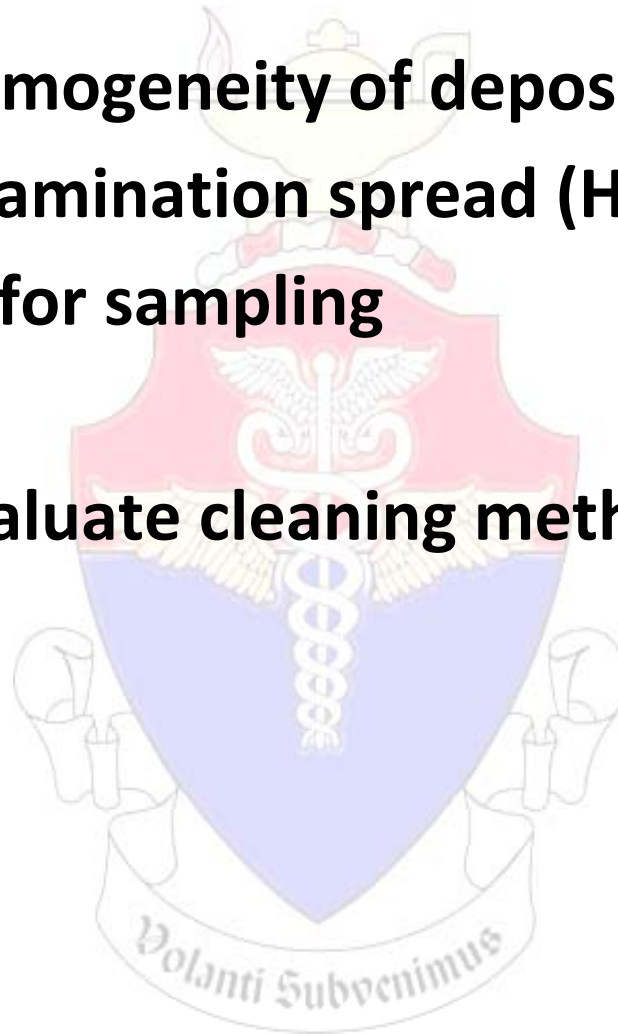 mogeneity of depos
amination spread (H
for sampling
aluate cleaning meth
Volanti Subvenimus